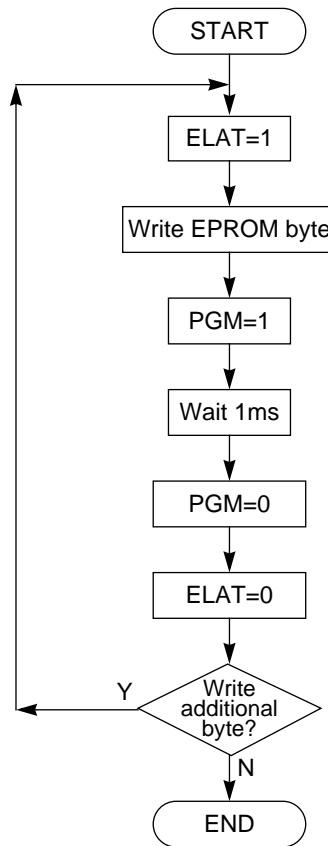 START
ELAT=1
Write EPROM byte
PGM=1
Wait 1ms
PGM=0
ELAT=0
Write
additional
byte?
Y
N
END